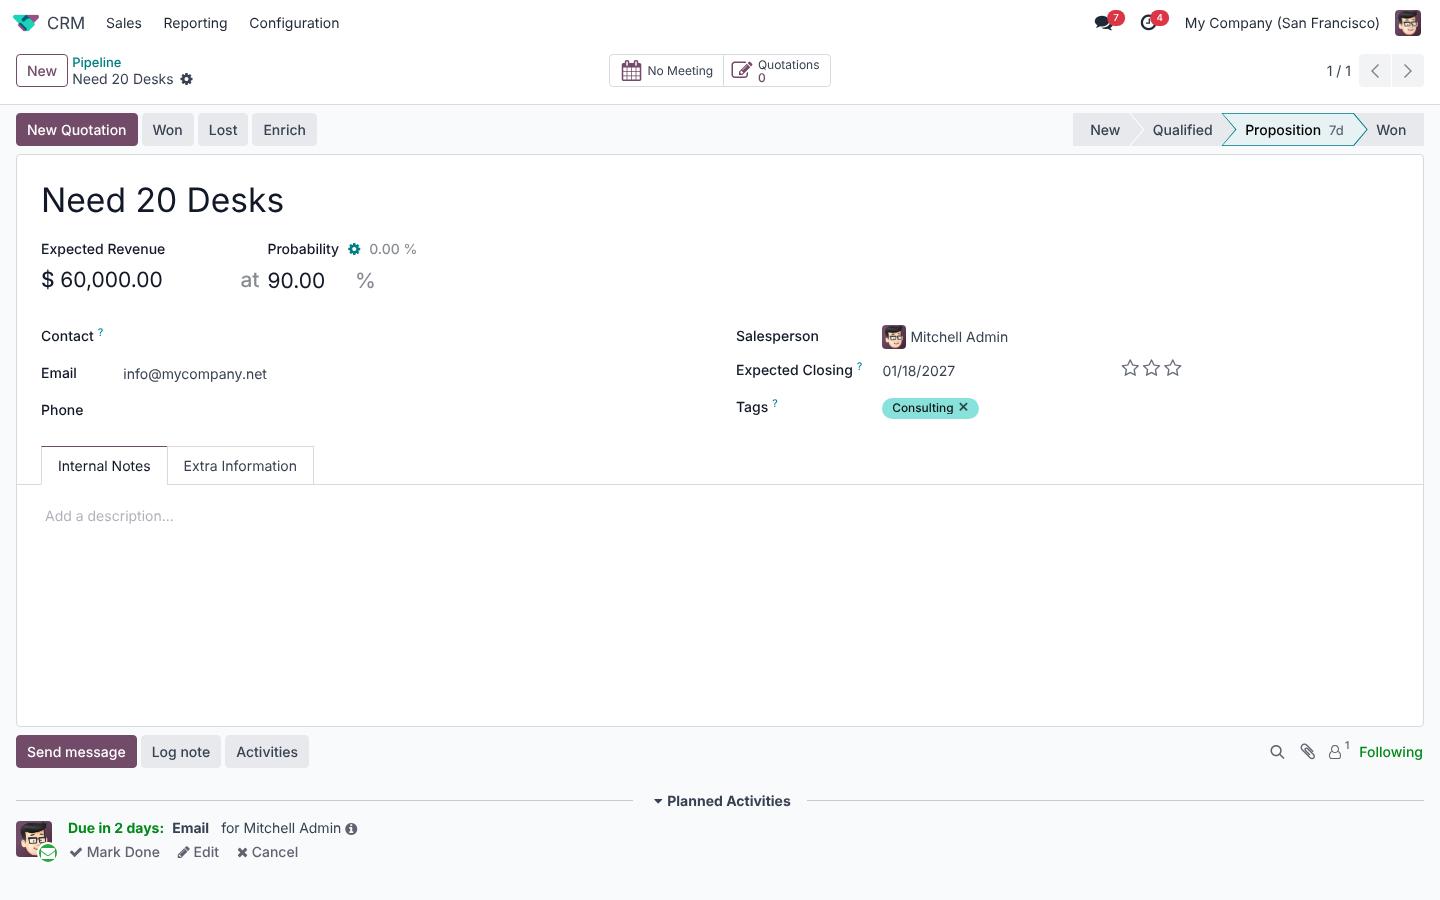 CRM Sales Reporting Configuration 7 4 My Company (San Francisco)
New Pipeline
Need 20 Desks
No Meeting Quotations
0
1 / 1
New Quotation Won Lost Enrich New Qualified Proposition 7d Won
Need 20 Desks
Expected Revenue Probability 0.00 %
$ 60,000.00 at 90.00 %
Contact ? Salesperson Mitchell Admin
Email info@mycompany.net Expected Closing ? 01/18/2027
Phone Tags ? Consulting ✕
Internal Notes Extra Information
Add a description...
Send message Log note Activities 1 Following
Planned Activities
Due in 2 days: Email for Mitchell Admin
Mark Done Edit Cancel